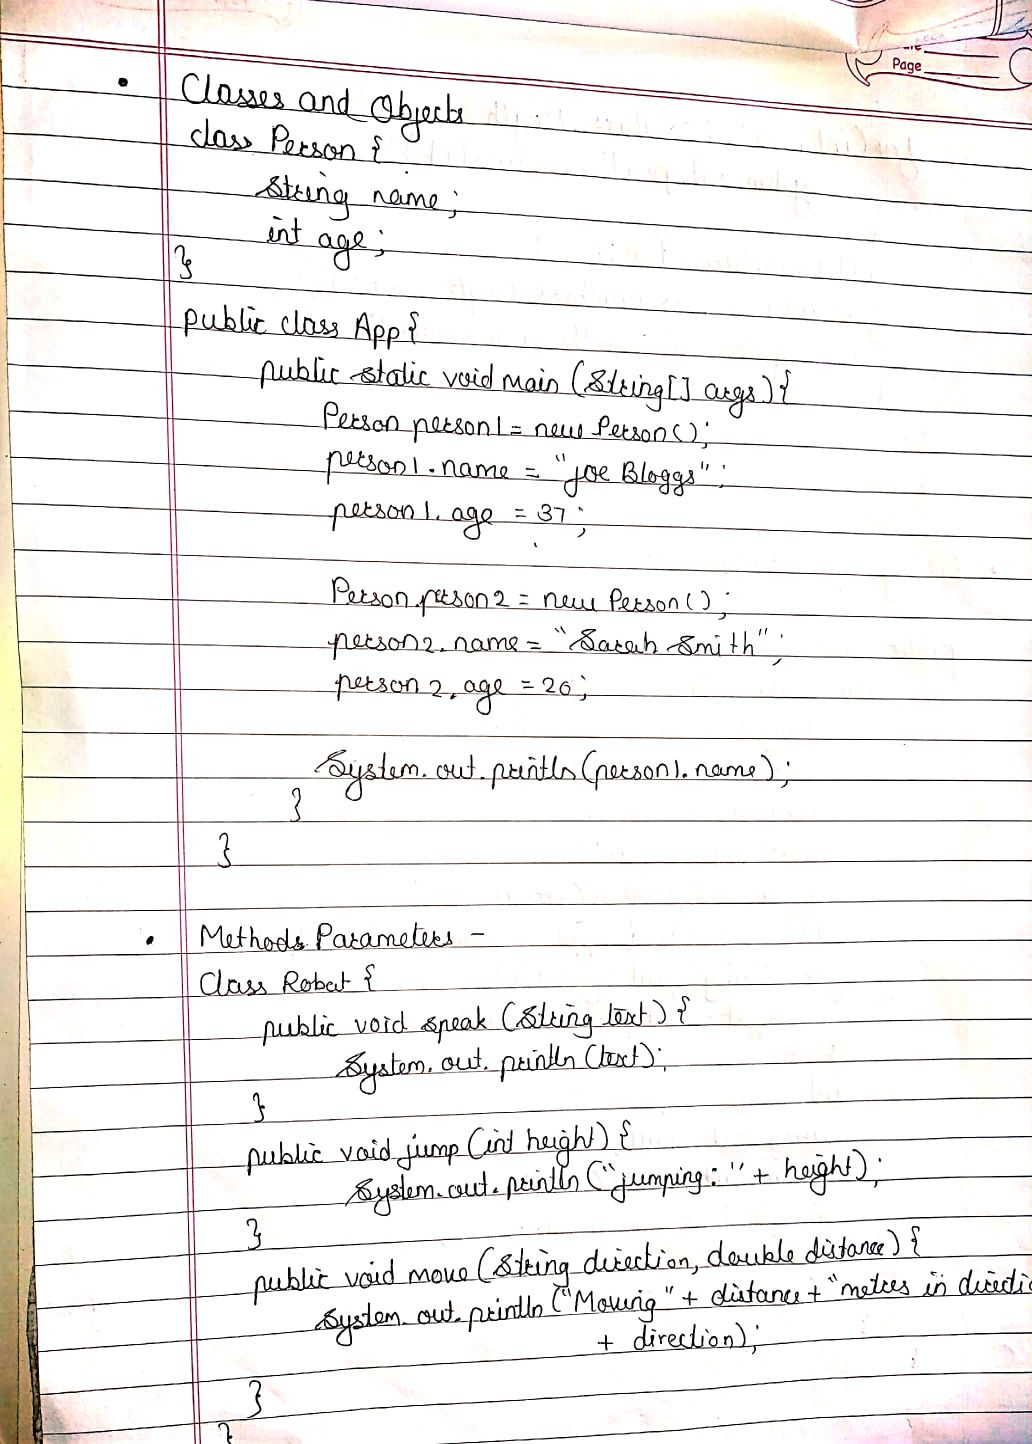 Page
• Classes and Objects
class Person {
String name;
int age;
}
public class App {
public static void main (String[] args) {
Person person1 = new Person();
person1.name = "joe Bloggs";
person1.age = 37;
Person person2 = new Person();
person2.name = "Sarah Smith";
person2.age = 26;
System.out.println(person1.name);
}
}
• Methods Parameters -
Class Robot {
public void speak (String text) {
System.out.println (text);
}
public void jump (int height) {
System.out.println ("jumping: " + height);
}
public void move (String direction, double distance) {
System.out.println ("Moving" + distance + "metres in directi
+ direction);
}
}